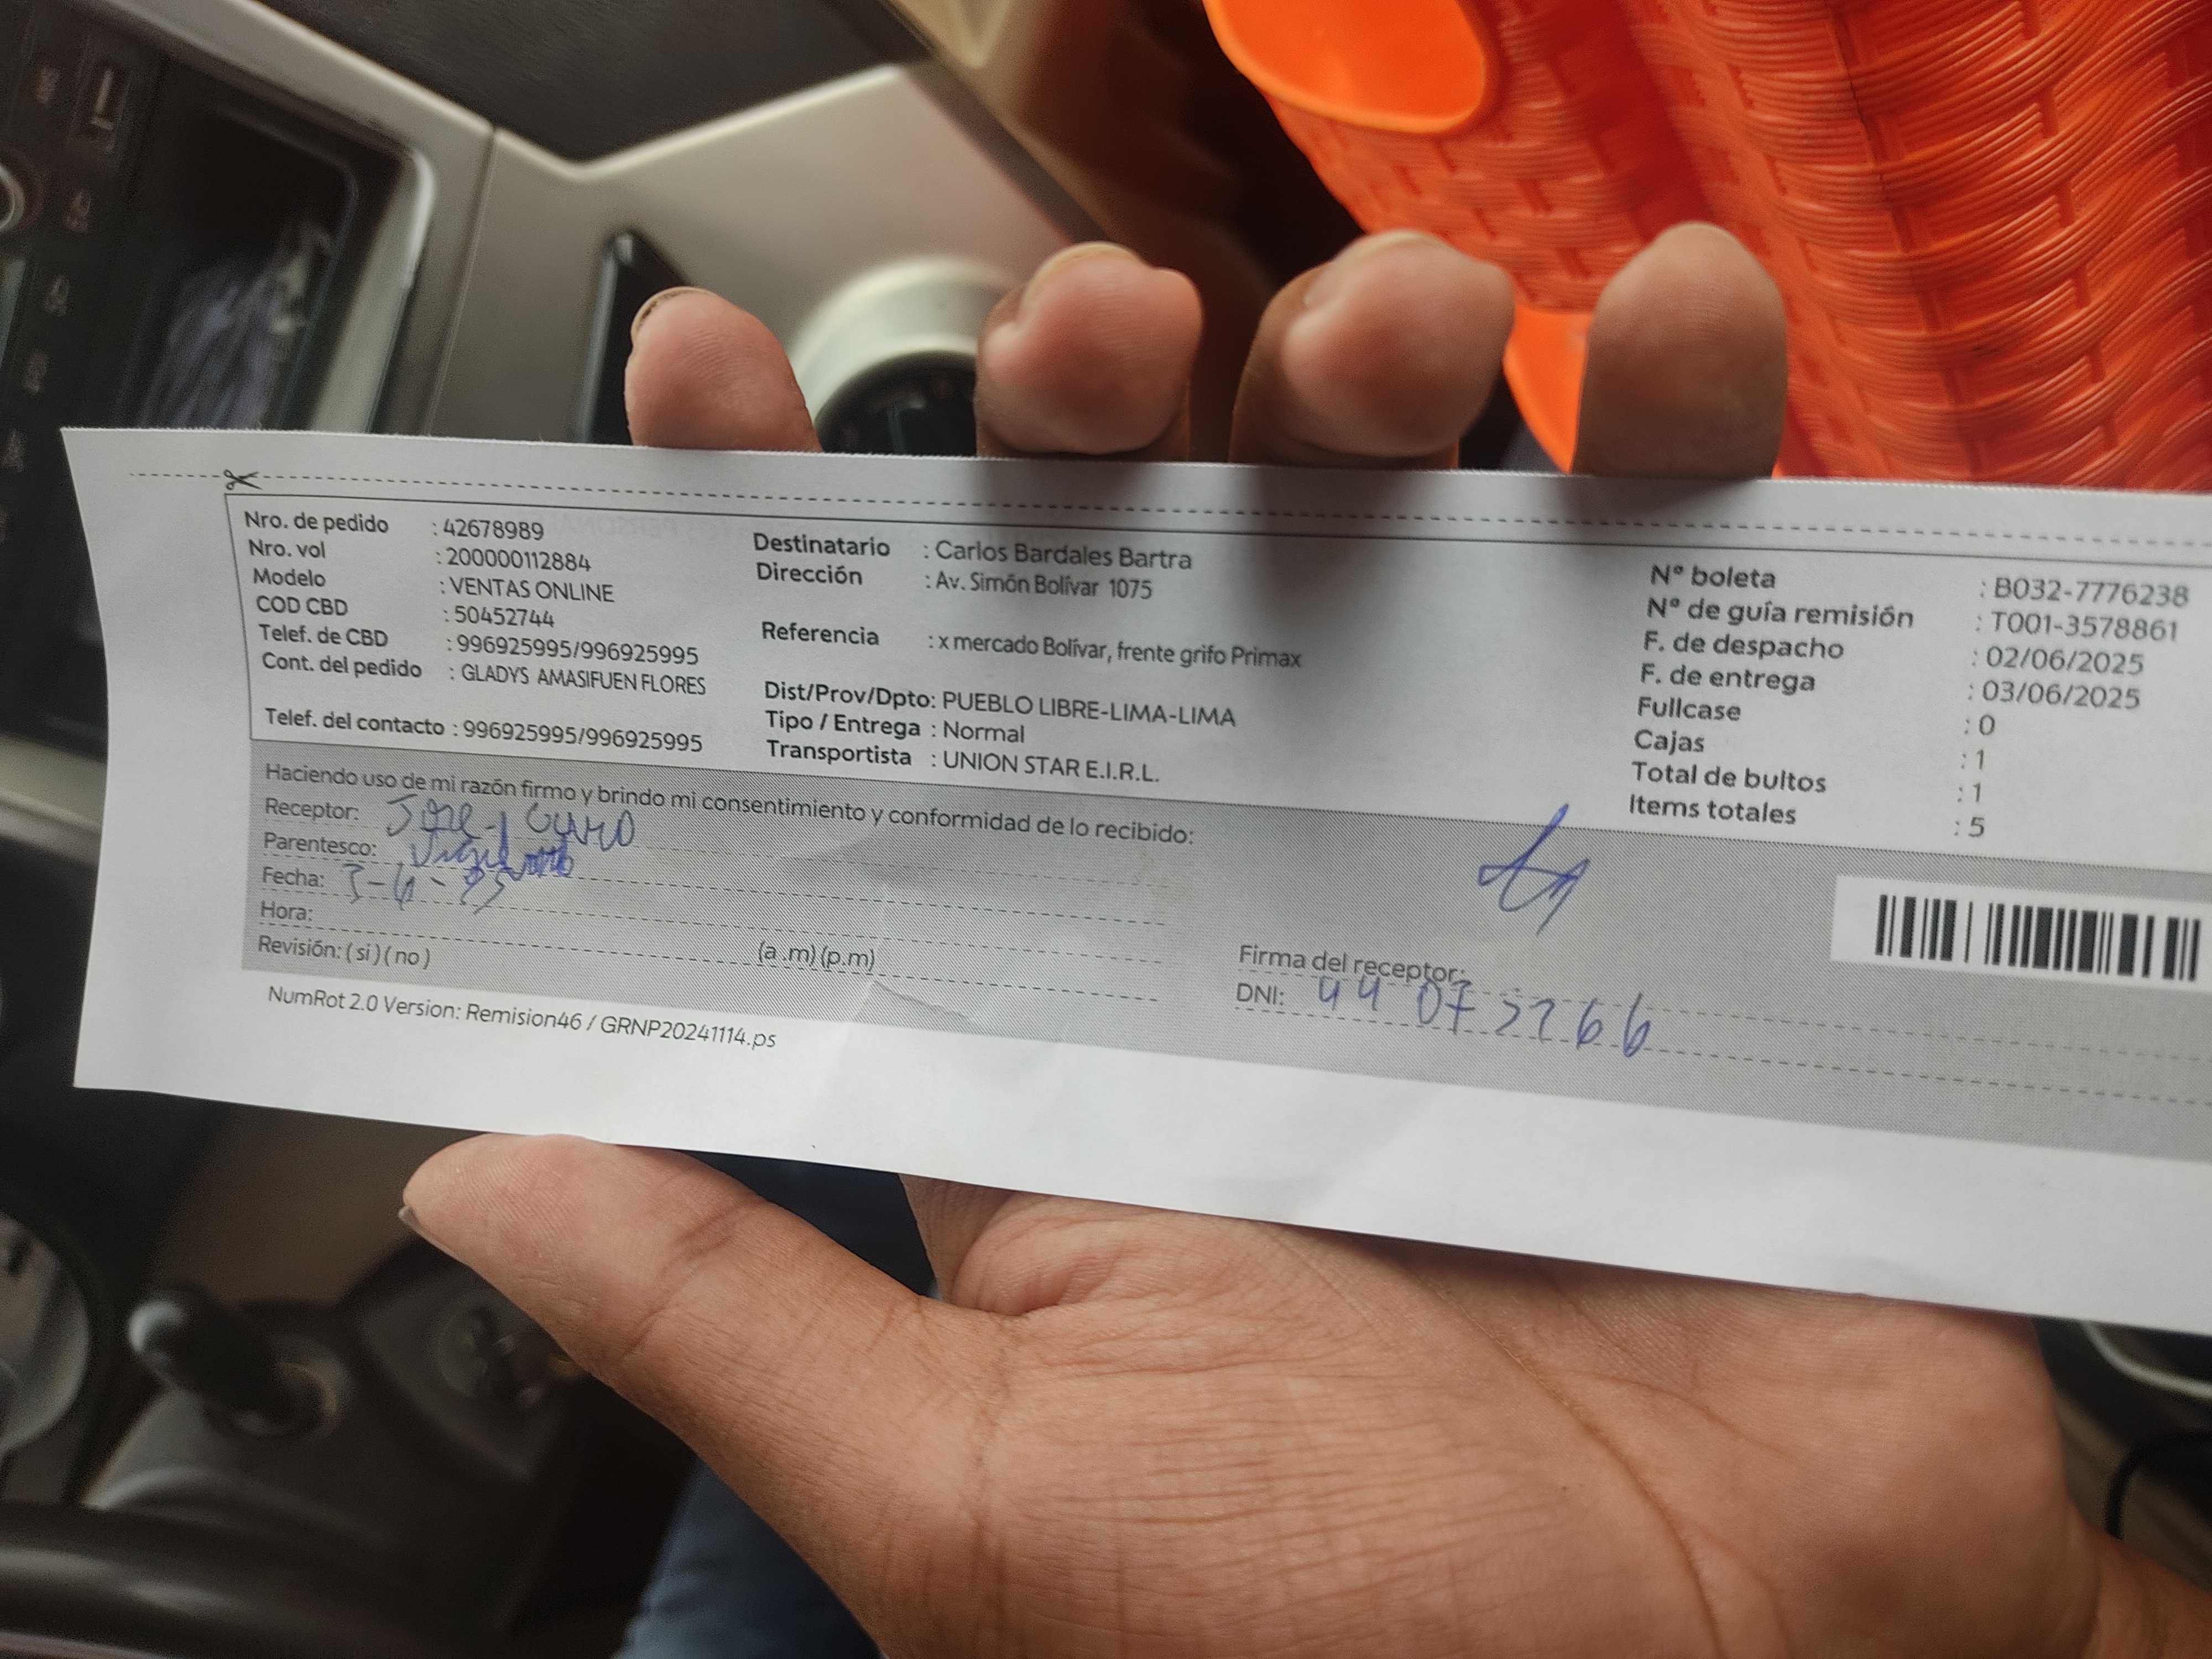 Nro. de pedido : 42678989
Nro. vol : 200000112884
Modelo : VENTAS ONLINE
COD CBD : 50452744
Telef. de CBD : 996925995/996925995
Cont. del pedido : GLADYS AMASIFUEN FLORES
Telef. del contacto : 996925995/996925995
Destinatario : Carlos Bardales Bartra
Dirección : Av. Simón Bolívar 1075
Referencia : x mercado Bolívar, frente grifo Primax
Dist/Prov/Dpto: PUEBLO LIBRE-LIMA-LIMA
Tipo / Entrega : Normal
Transportista : UNION STAR E.I.R.L.
Nº boleta : B032-7776238
Nº de guía remisión : T001-3578861
F. de despacho : 02/06/2025
F. de entrega : 03/06/2025
Fullcase : 0
Cajas : 1
Total de bultos : 1
Items totales : 5
Haciendo uso de mi razón firmo y brindo mi consentimiento y conformidad de lo recibido:
Receptor: Jose
Parentesco:
Fecha: 3-6-25
Hora: (a .m) (p.m)
Revisión: ( si ) ( no )
Firma del receptor:
DNI:
NumRot 2.0 Version: Remision46 / GRNP20241114.ps